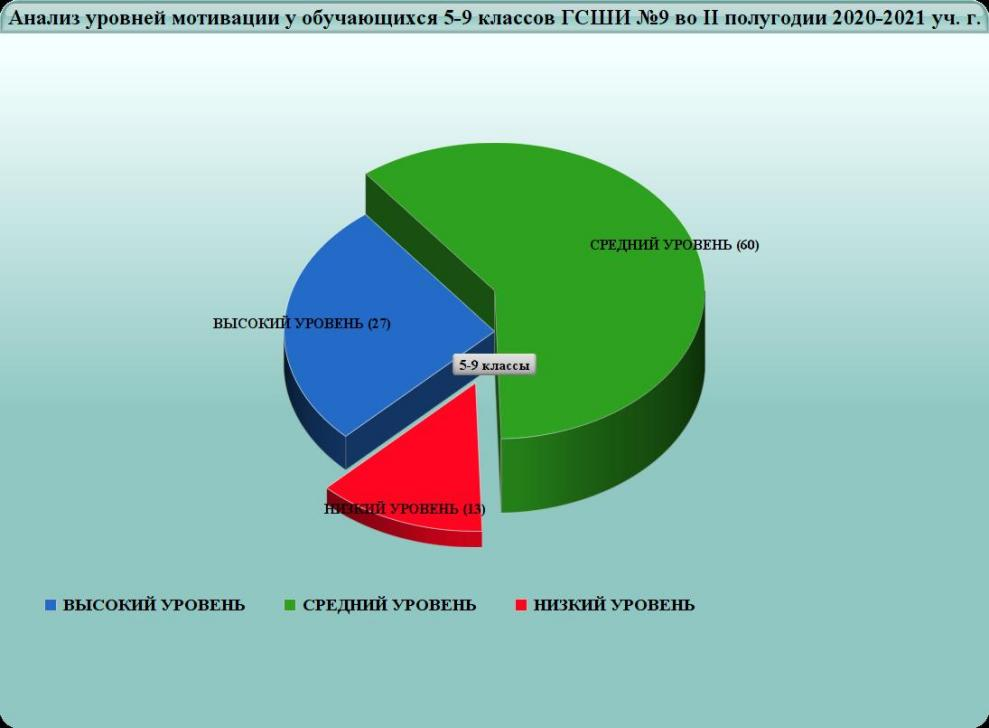 Анализ уровней мотивации у обучающихся 5-9 классов ГСШИ №9 во II полугодии 2020-2021 уч. г.
СРЕДНИЙ УРОВЕНЬ (60)
ВЫСОКИЙ УРОВЕНЬ (27)
5-9 классы
НИЗКИЙ УРОВЕНЬ (13)
ВЫСОКИЙ УРОВЕНЬ СРЕДНИЙ УРОВЕНЬ НИЗКИЙ УРОВЕНЬ